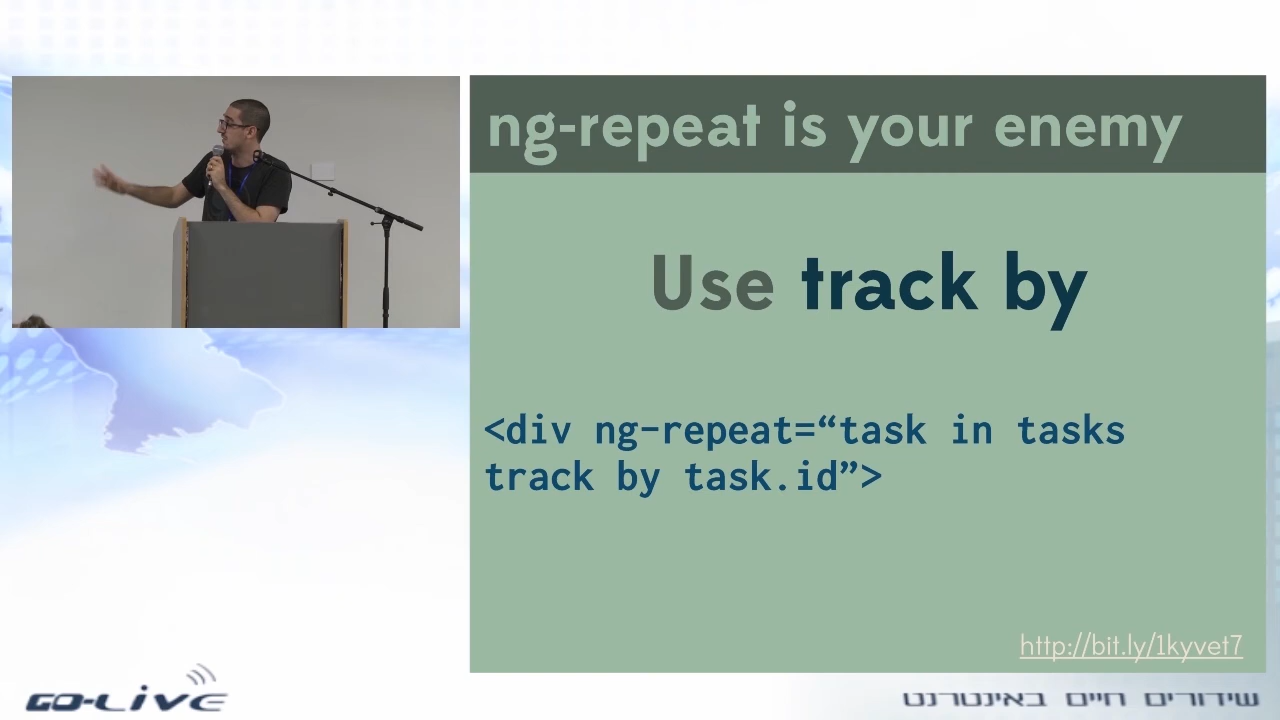 ng-repeat is your enemy
Use track by
<div ng-repeat=“task in tasks
track by task.id”>
http://bit.ly/1kyvet7
GO-LIVE
שידורים חיים באינטרנט